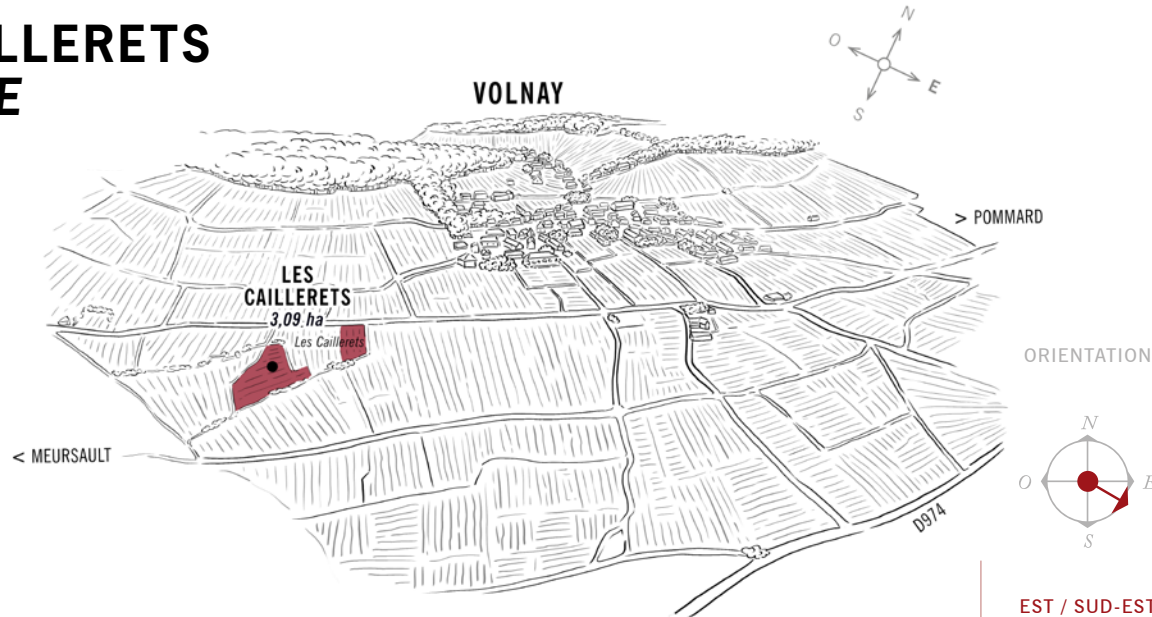 LLERETS
E
VOLNAY
N
O
E
S
> POMMARD
LES
CAILLERETS
3,09 ha
Les Caillerets
ORIENTATION
< MEURSAULT
N
O
E
S
D974
EST / SUD-EST